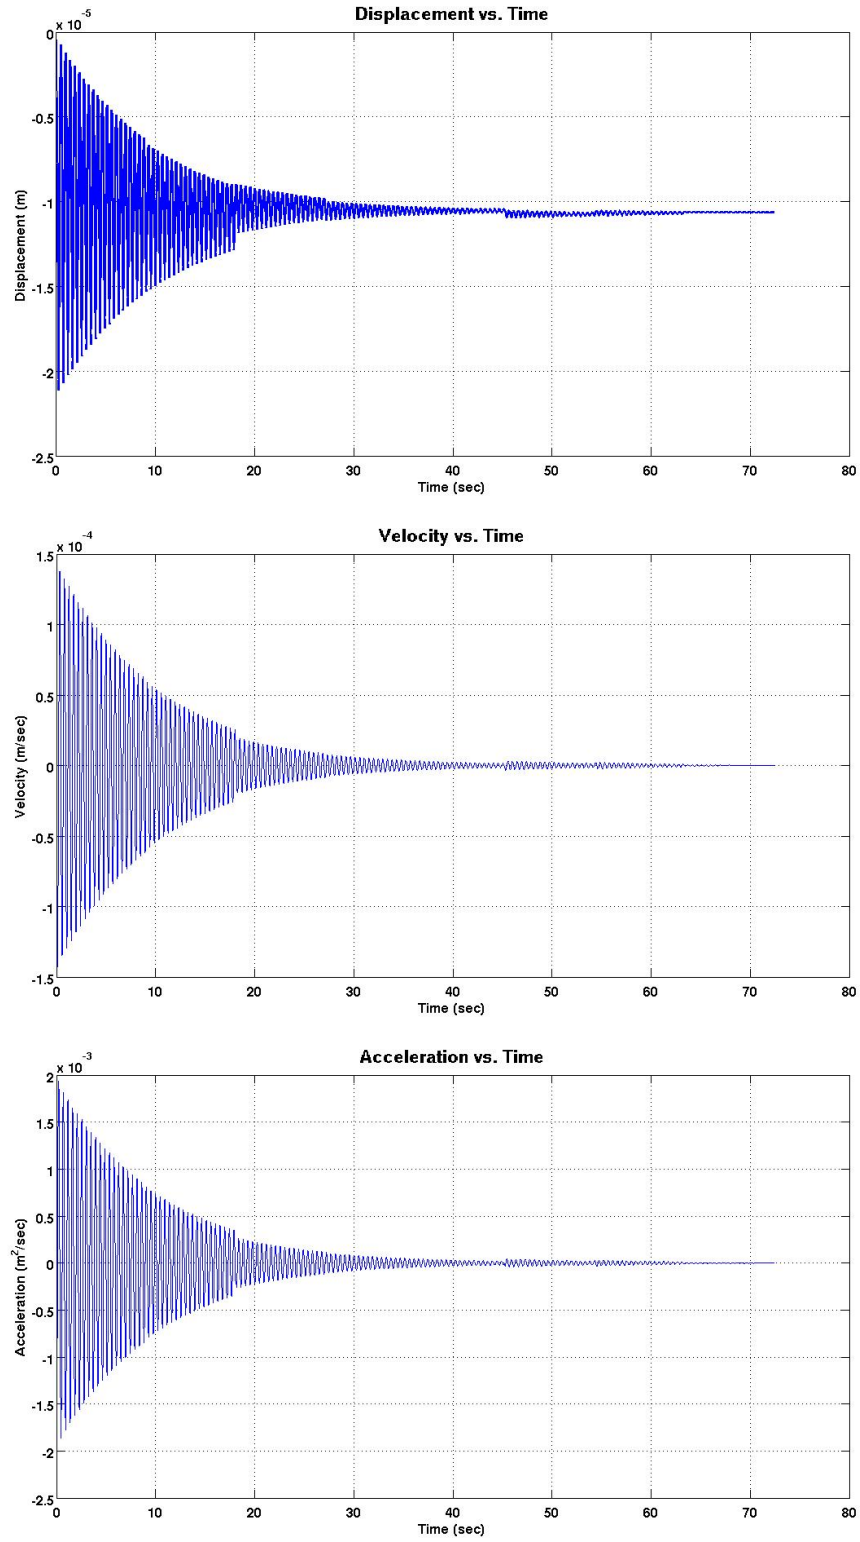 Displacement vs. Time
x 10^-5
0
-0.5
-1
-1.5
-2
-2.5
Displacement (m)
0 10 20 30 40 50 60 70 80
Time (sec)
Velocity vs. Time
x 10^-4
1.5
1
0.5
0
-0.5
-1
-1.5
Velocity (m/sec)
0 10 20 30 40 50 60 70 80
Time (sec)
Acceleration vs. Time
x 10^-3
2
1.5
1
0.5
0
-0.5
-1
-1.5
-2
-2.5
Acceleration (m²/sec)
0 10 20 30 40 50 60 70 80
Time (sec)